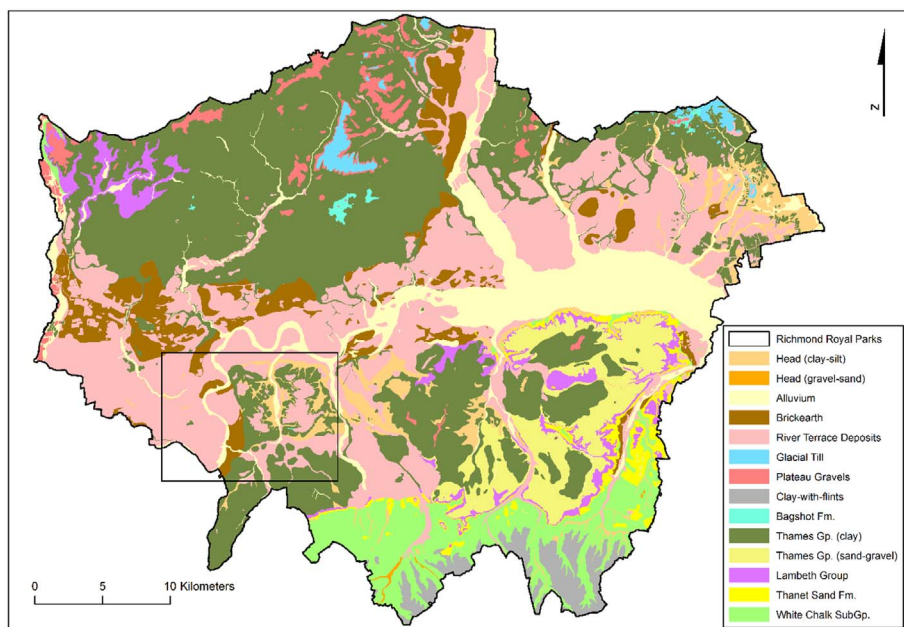 N
Richmond Royal Parks
Head (clay-silt)
Head (gravel-sand)
Alluvium
Brickearth
River Terrace Deposits
Glacial Till
Plateau Gravels
Clay-with-flints
Bagshot Fm.
Thames Gp. (clay)
Thames Gp. (sand-gravel)
Lambeth Group
Thanet Sand Fm.
White Chalk SubGp.
0 5 10 Kilometers